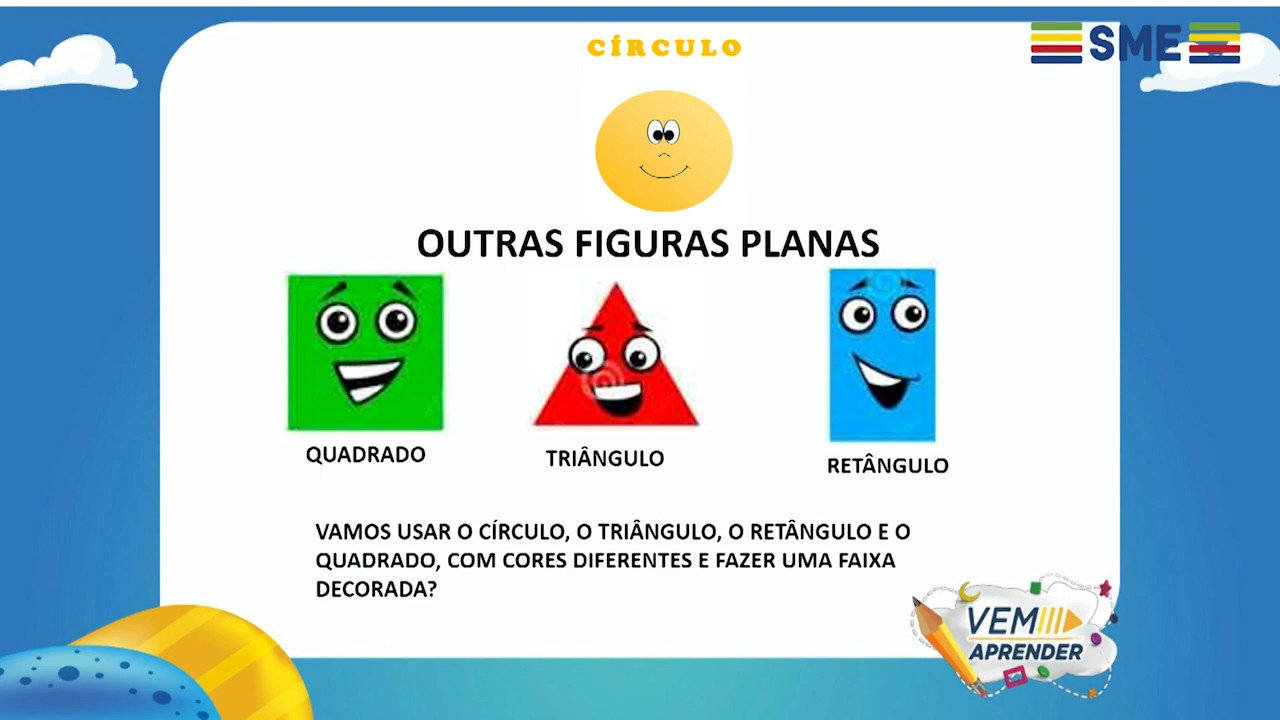 CÍRCULO
SME
OUTRAS FIGURAS PLANAS
QUADRADO
TRIÂNGULO
RETÂNGULO
VAMOS USAR O CÍRCULO, O TRIÂNGULO, O RETÂNGULO E O
QUADRADO, COM CORES DIFERENTES E FAZER UMA FAIXA
DECORADA?
VEM
APRENDER